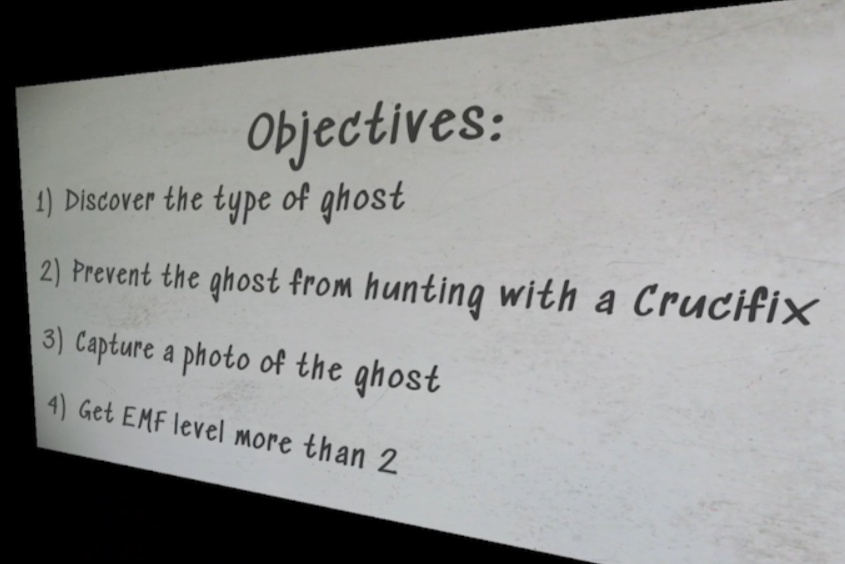 Objectives:
1) Discover the type of ghost
2) Prevent the ghost from hunting with a Crucifix
3) Capture a photo of the ghost
4) Get EMF level more than 2